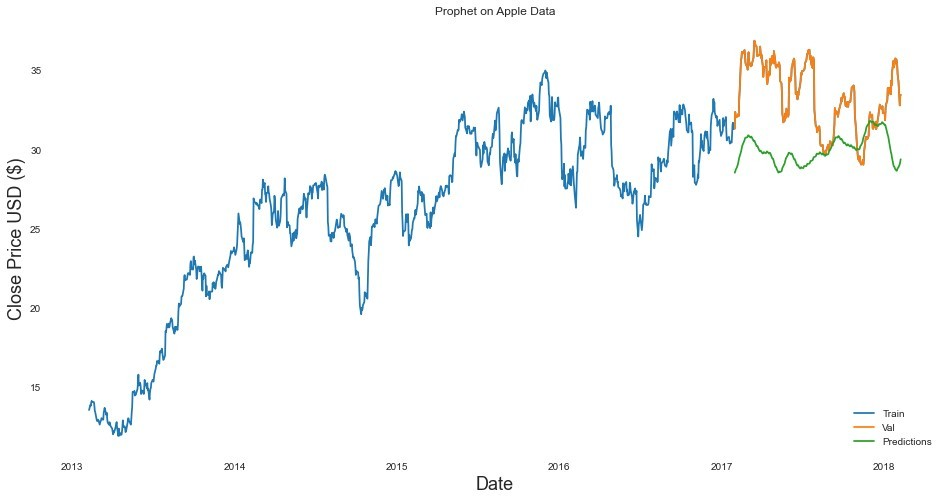 Prophet on Apple Data
Close Price USD ($)
35
30
25
20
15
2013 2014 2015 2016 2017 2018
Date
Train
Val
Predictions